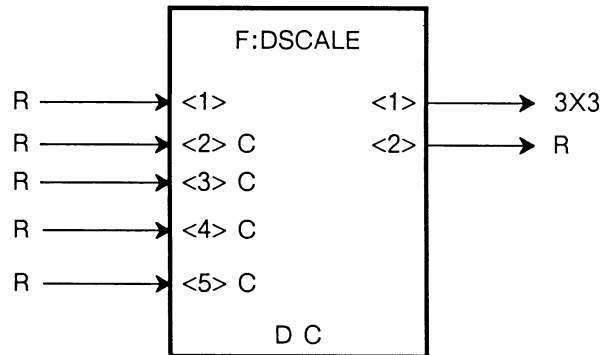 F:DSCALE
R <1> <1> 3X3
R <2> C <2> R
R <3> C
R <4> C
R <5> C
D C